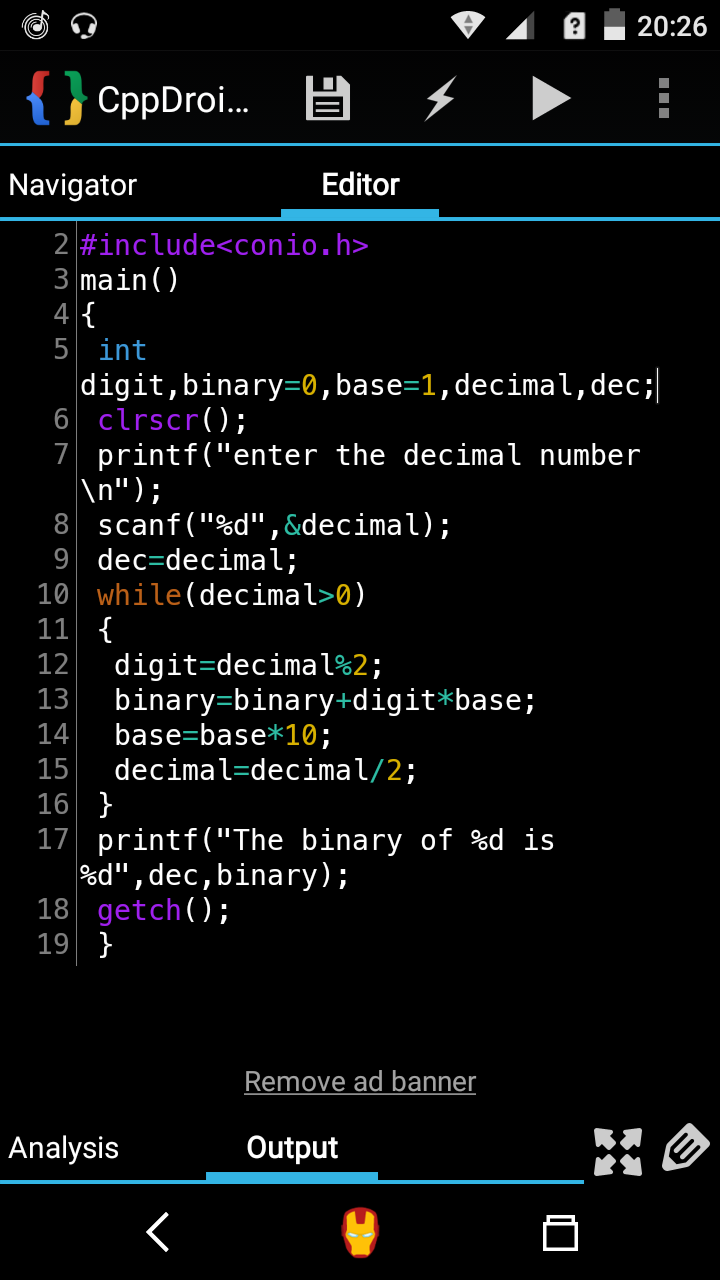 20:26
CppDroi...
Navigator Editor
2 #include<conio.h>
3 main()
4 {
5  int
digit,binary=0,base=1,decimal,dec;
6  clrscr();
7  printf("enter the decimal number
\n");
8  scanf("%d",&decimal);
9  dec=decimal;
10  while(decimal>0)
11  {
12   digit=decimal%2;
13   binary=binary+digit*base;
14   base=base*10;
15   decimal=decimal/2;
16  }
17  printf("The binary of %d is
%d",dec,binary);
18  getch();
19  }
Remove ad banner
Analysis Output